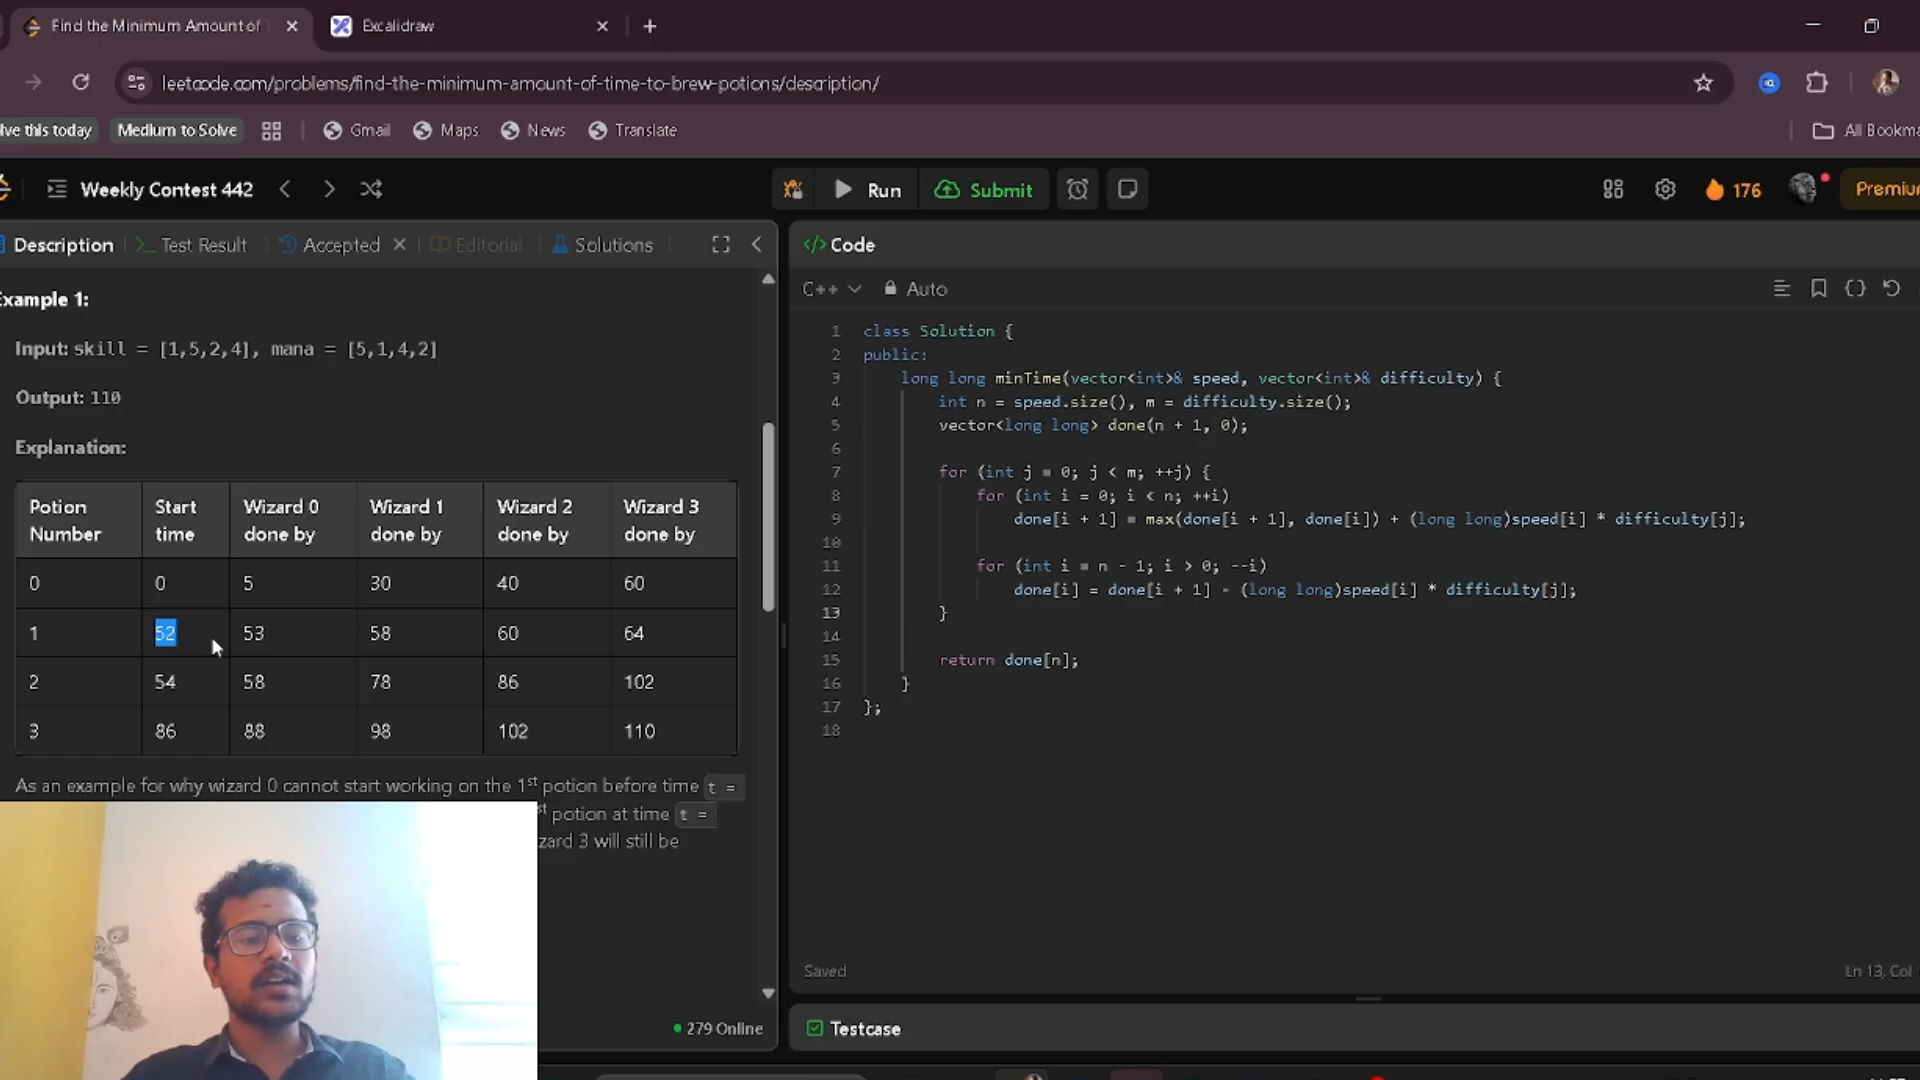 Find the Minimum Amount of
Excalidraw
leetcode.com/problems/find-the-minimum-amount-of-time-to-brew-potions/description/
lve this today
Medium to Solve
Gmail
Maps
News
Translate
All Bookma
Weekly Contest 442
Run
Submit
176
Premiu
Description
Test Result
Accepted
Editorial
Solutions
</> Code
C++
Auto
Example 1:
Input: skill = [1,5,2,4], mana = [5,1,4,2]
Output: 110
Explanation:
Potion Number Start time Wizard 0 done by Wizard 1 done by Wizard 2 done by Wizard 3 done by
0 0 5 30 40 60
1 52 53 58 60 64
2 54 58 78 86 102
3 86 88 98 102 110
As an example for why wizard 0 cannot start working on the 1st potion before time t =
st potion at time t =
zard 3 will still be
279 Online
1 class Solution {
2 public:
3 long long minTime(vector<int>& speed, vector<int>& difficulty) {
4 int n = speed.size(), m = difficulty.size();
5 vector<long long> done(n + 1, 0);
6
7 for (int j = 0; j < m; ++j) {
8 for (int i = 0; i < n; ++i)
9 done[i + 1] = max(done[i + 1], done[i]) + (long long)speed[i] * difficulty[j];
10
11 for (int i = n - 1; i > 0; --i)
12 done[i] = done[i + 1] - (long long)speed[i] * difficulty[j];
13 }
14
15 return done[n];
16 }
17 };
18
Saved
Ln 13, Col
Testcase